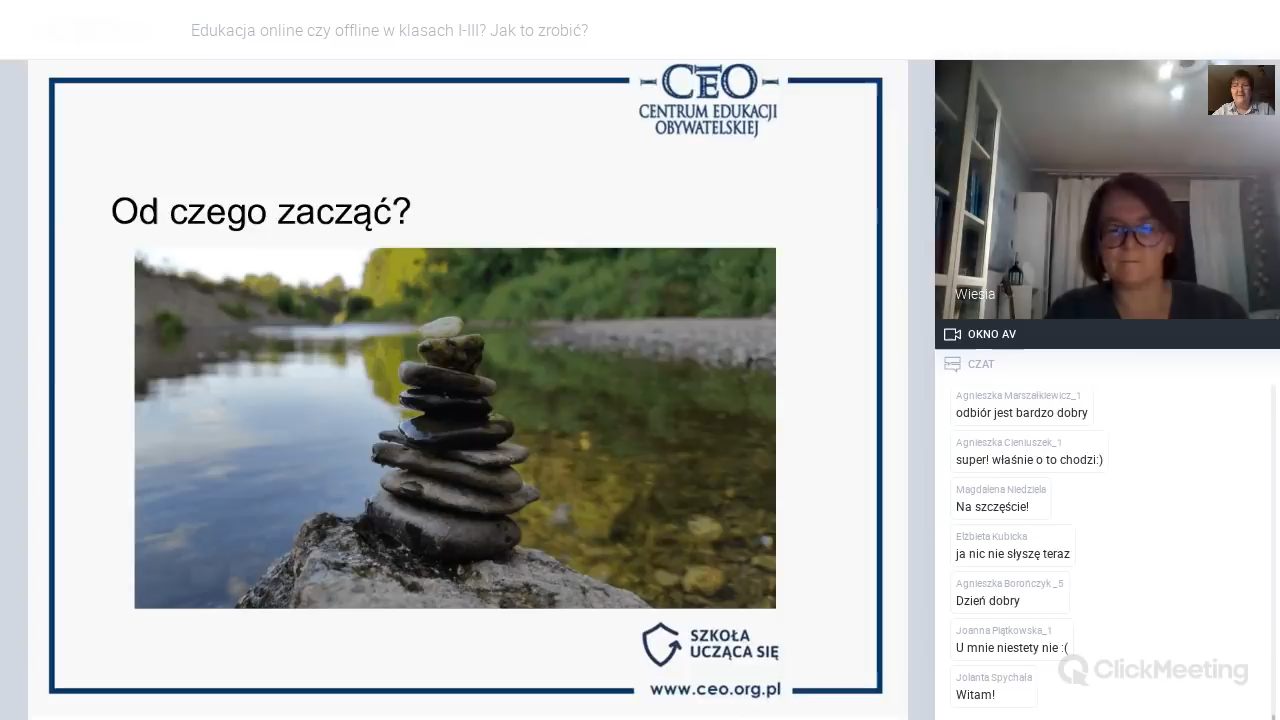 Edukacja online czy offline w klasach I-III? Jak to zrobić?
CEO
CENTRUM EDUKACJI
OBYWATELSKIEJ
Od czego zacząć?
SZKOŁA
UCZĄCA SIĘ
www.ceo.org.pl
Wiesia
OKNO AV
CZAT
Agnieszka Marszałkiewicz_1
odbiór jest bardzo dobry
Agnieszka Cieniuszek_1
super! właśnie o to chodzi:)
Magdalena Niedziela
Na szczęście!
Elżbieta Kubicka
ja nic nie słyszę teraz
Agnieszka Borończyk _5
Dzień dobry
Joanna Piątkowska_1
U mnie niestety nie :(
Jolanta Spychała
Witam!
ClickMeeting